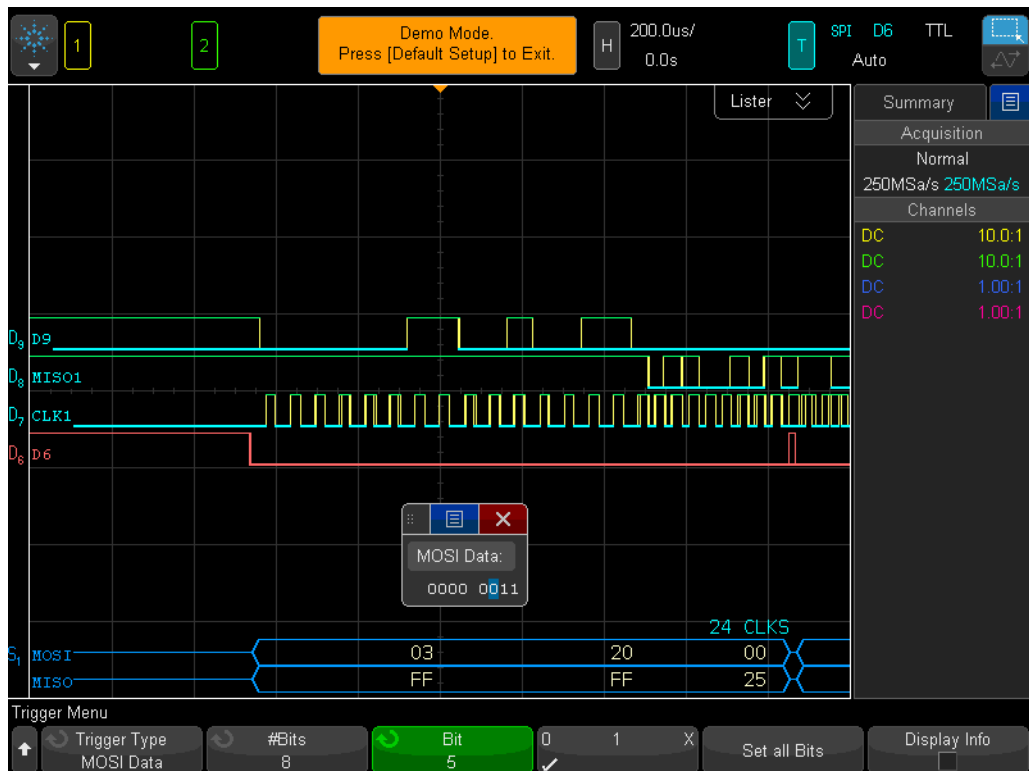 1
2
Demo Mode.
Press [Default Setup] to Exit.
H
200.0us/
0.0s
T
SPI D6 TTL
Auto
Lister
Summary
Acquisition
Normal
250MSa/s 250MSa/s
Channels
DC 10.0:1
DC 10.0:1
DC 1.00:1
DC 1.00:1
D9 D9
D8 MISO1
D7 CLK1
D6 D6
MOSI Data:
0000 0011
24 CLKS
S1 MOSI 03 20 00
MISO FF FF 25
Trigger Menu
Trigger Type
MOSI Data
#Bits
8
Bit
5
0 1 X
Set all Bits
Display Info